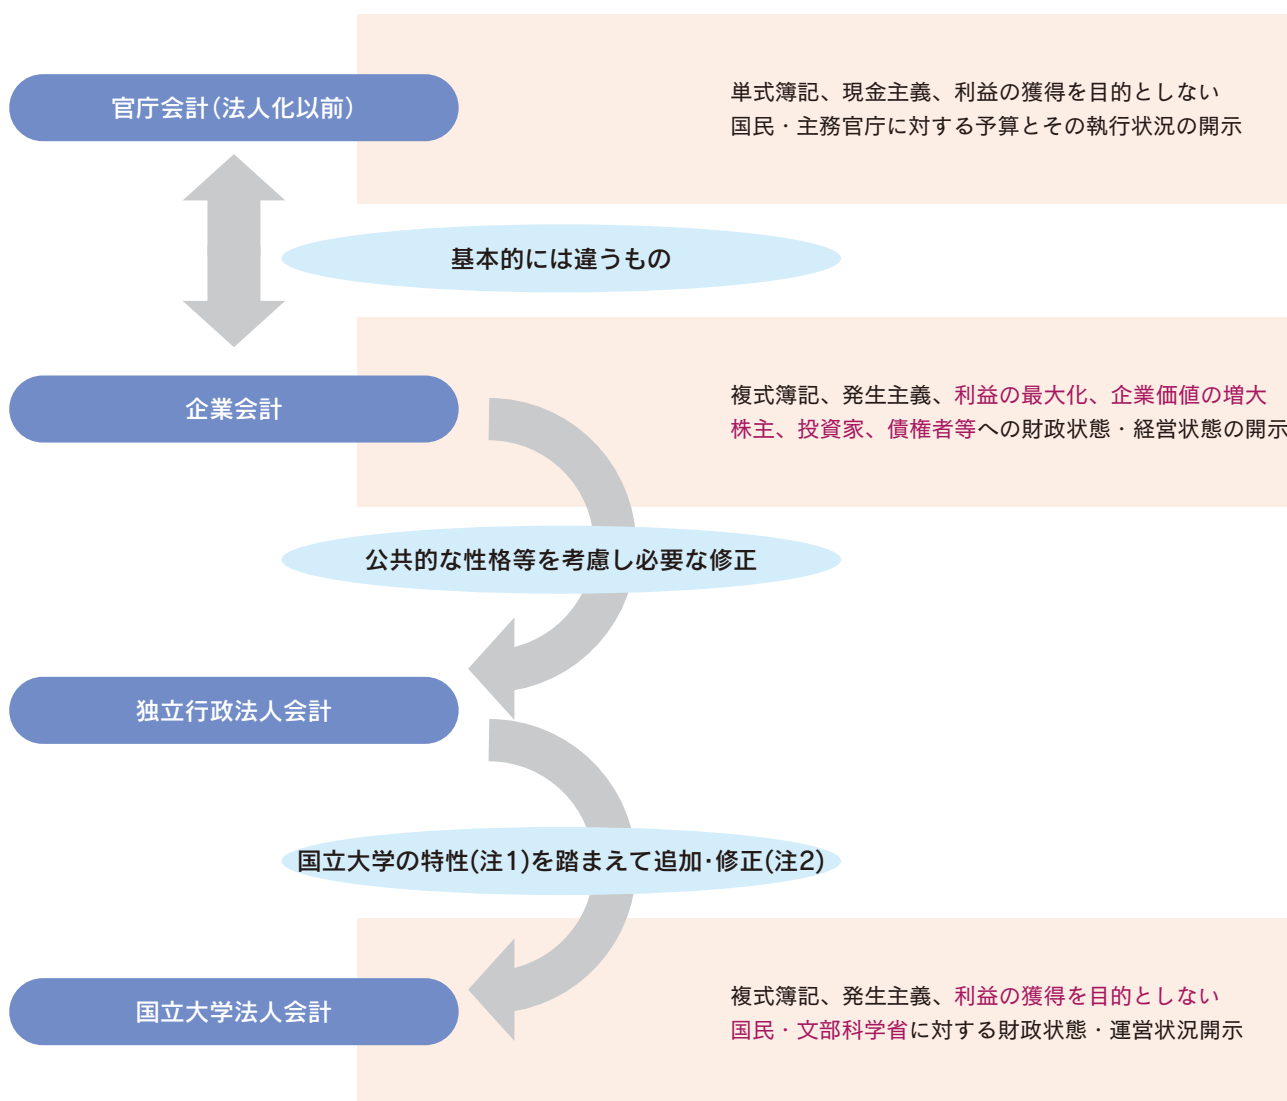 官庁会計(法人化以前)
単式簿記、現金主義、利益の獲得を目的としない
国民・主務官庁に対する予算とその執行状況の開示
基本的には違うもの
企業会計
複式簿記、発生主義、利益の最大化、企業価値の増大
株主、投資家、債権者等への財政状態・経営状態の開示
公共的な性格等を考慮し必要な修正
独立行政法人会計
国立大学の特性(注1)を踏まえて追加・修正(注2)
国立大学法人会計
複式簿記、発生主義、利益の獲得を目的としない
国民・文部科学省に対する財政状態・運営状況開示